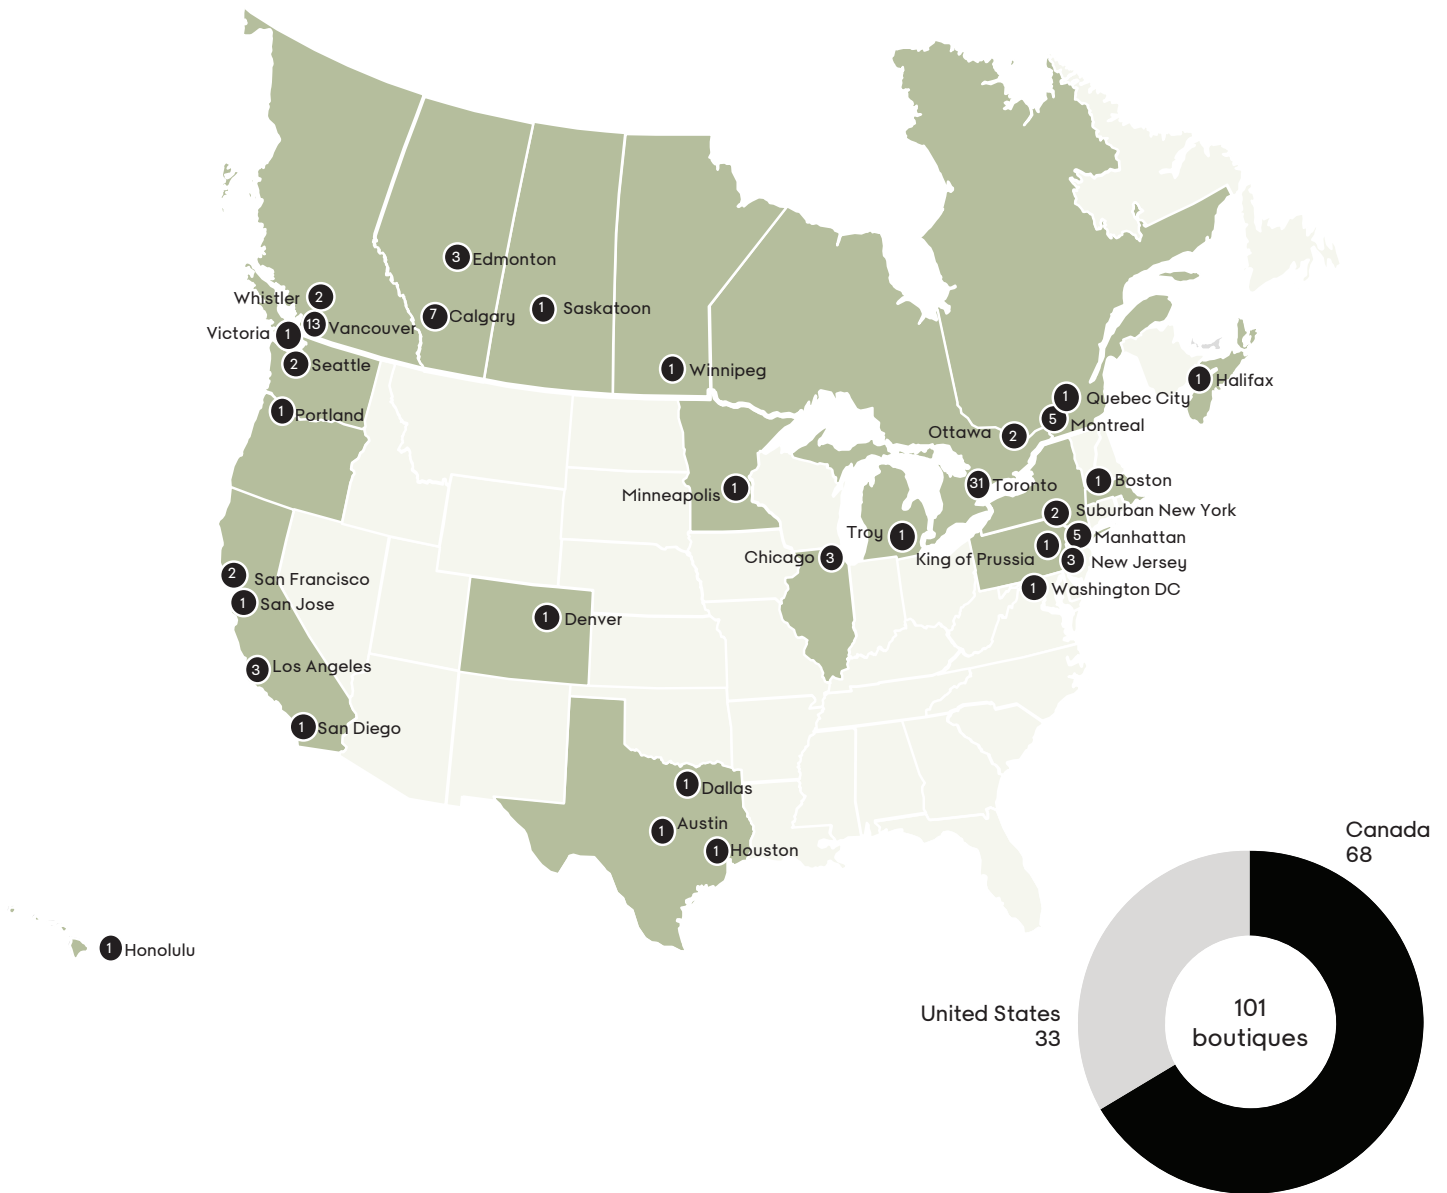 3 Edmonton
Whistler 2
7 Calgary
1 Saskatoon
13 Vancouver
Victoria 1
2 Seattle
1 Winnipeg
1 Halifax
1 Quebec City
5 Montreal
1 Portland
Ottawa 2
31 Toronto
1 Boston
Minneapolis 1
2 Suburban New York
Troy 1
5 Manhattan
Chicago 3
King of Prussia 1
3 New Jersey
2 San Francisco
1 Washington DC
1 San Jose
1 Denver
3 Los Angeles
1 San Diego
1 Dallas
1 Austin
1 Houston
1 Honolulu
Canada
68
United States
33
101
boutiques